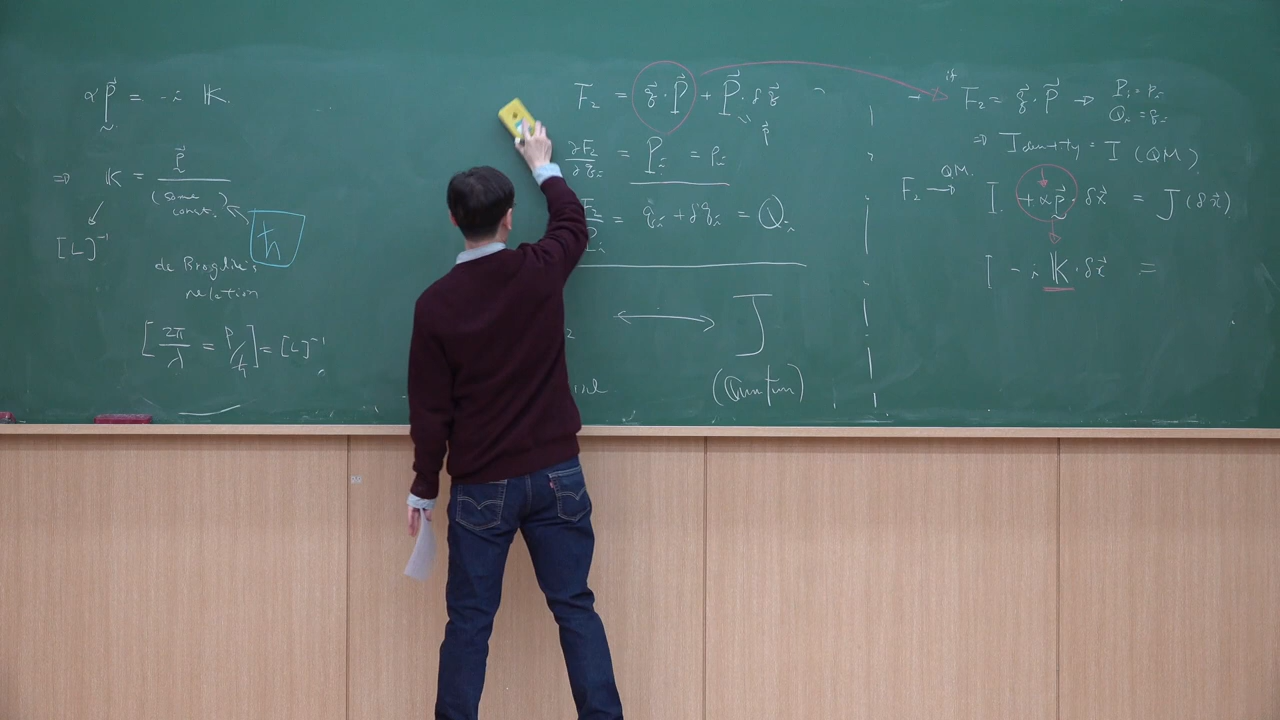 α p⃗ = -i 𝕂.
⇒ 𝕂 = p⃗ / (some const.)
ħ
[L]⁻¹
de Broglie's
relation
[2π/λ = p/ħ] = [L]⁻¹
F₂ = q⃗·P⃗ + P⃗·δq⃗
p⃗
∂F₂/∂qᵢ = Pᵢ = pᵢ
= qᵢ + δqᵢ = Qᵢ
⟷ J
(Quantum)
if
→ F₂ = q⃗·P⃗ → Pᵢ = pᵢ
Qᵢ = qᵢ
⇒ Identity = I (QM)
F₂ → QM. I + αp⃗·δx⃗ = J(δx⃗)
I - i 𝕂·δx⃗ =